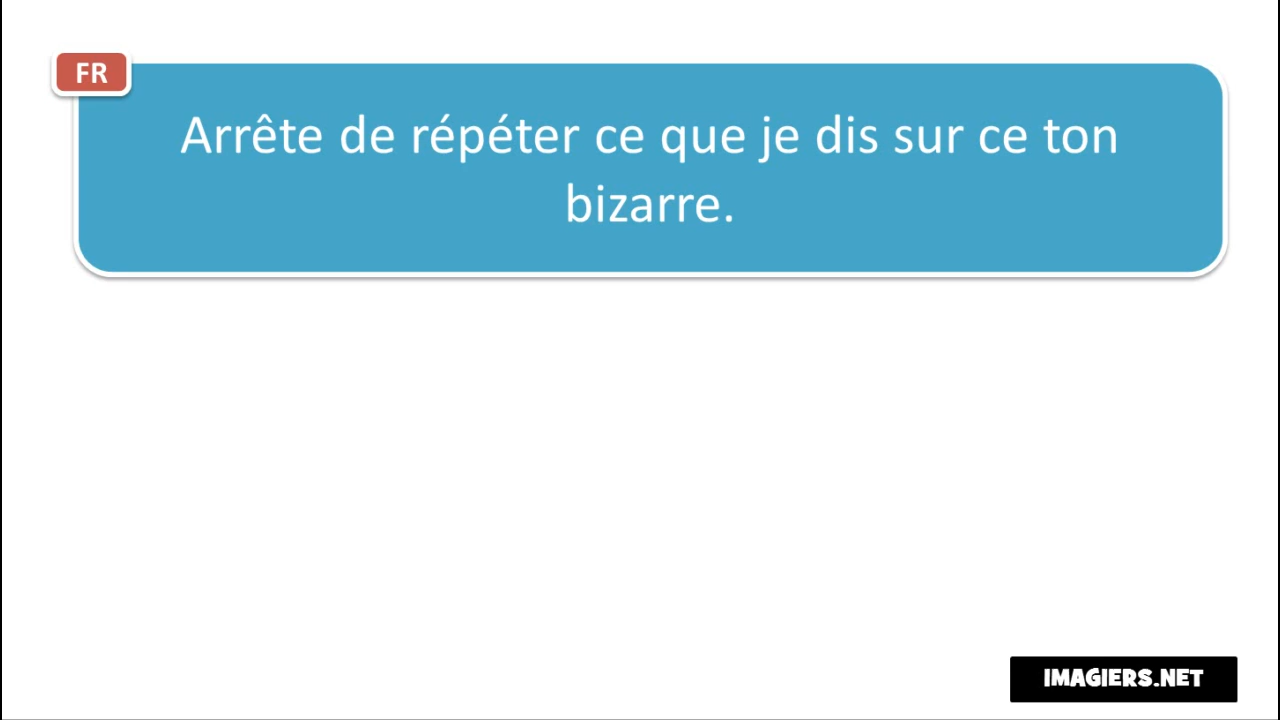 FR
Arrête de répéter ce que je dis sur ce ton
bizarre.
IMAGIERS.NET